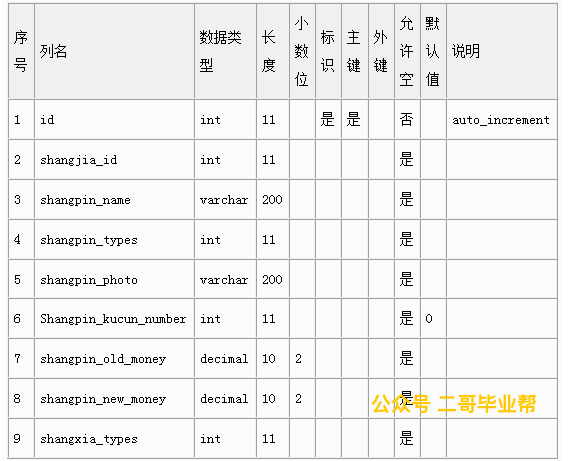 序号 列名 数据类型 长度 小数位 标识 主键 外键 允许空 默认值 说明
1 id int 11 是 是 否 auto_increment
2 shangjia_id int 11 是
3 shangpin_name varchar 200 是
4 shangpin_types int 11 是
5 shangpin_photo varchar 200 是
6 Shangpin_kucun_number int 11 是 0
7 shangpin_old_money decimal 10 2 是
8 shangpin_new_money decimal 10 2 是
公众号 二哥毕业帮
9 shangxia_types int 11 是